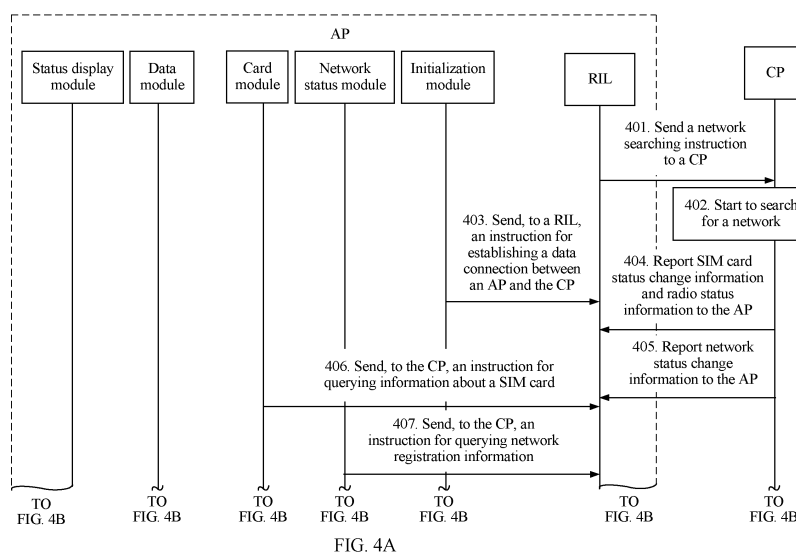 AP
Status display
module
Data
module
Card
module
Network
status module
Initialization
module
RIL
CP
401. Send a network
searching instruction
to a CP
402. Start to search
for a network
403. Send, to a RIL,
an instruction for
establishing a data
connection between
an AP and the CP
404. Report SIM card
status change information
and radio status
information to the AP
405. Report network
status change
information to the AP
406. Send, to the CP, an instruction for
querying information about a SIM card
407. Send, to the CP, an
instruction for querying network
registration information
TO
FIG. 4B
TO
FIG. 4B
TO
FIG. 4B
TO
FIG. 4B
TO
FIG. 4B
TO
FIG. 4B
TO
FIG. 4B
FIG. 4A